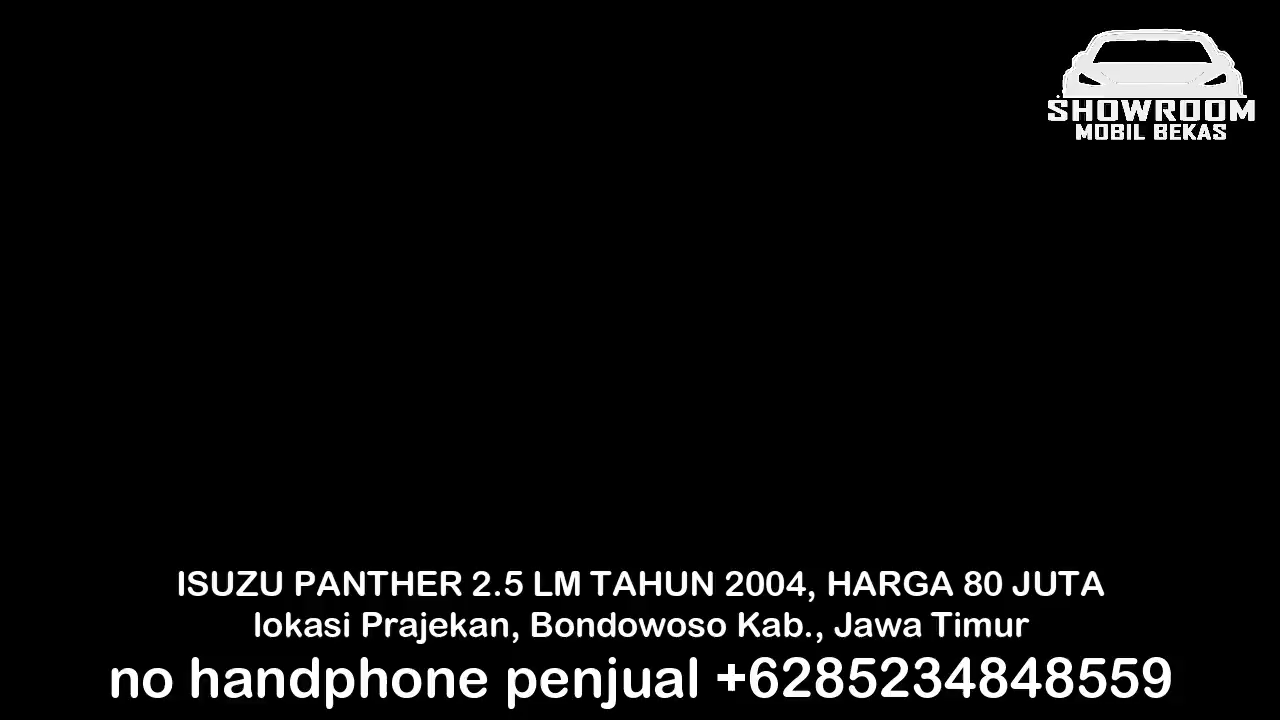 SHOWROOM
MOBIL BEKAS
ISUZU PANTHER 2.5 LM TAHUN 2004, HARGA 80 JUTA
lokasi Prajekan, Bondowoso Kab., Jawa Timur
no handphone penjual +6285234848559